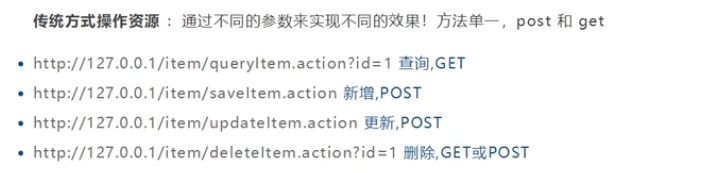 传统方式操作资源 ：通过不同的参数来实现不同的效果！方法单一，post 和 get
• http://127.0.0.1/item/queryItem.action?id=1 查询,GET
• http://127.0.0.1/item/saveItem.action 新增,POST
• http://127.0.0.1/item/updateItem.action 更新,POST
• http://127.0.0.1/item/deleteItem.action?id=1 删除,GET或POST